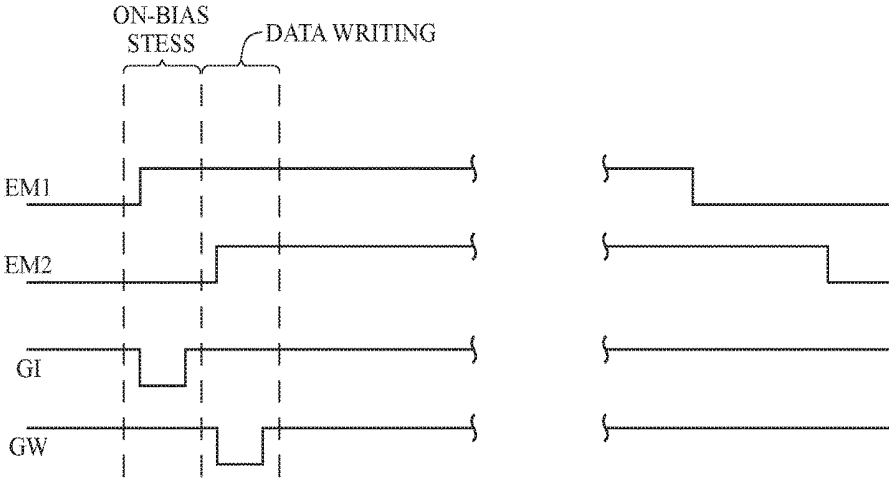 ON-BIAS
STESS
DATA WRITING
EM1
EM2
GI
GW